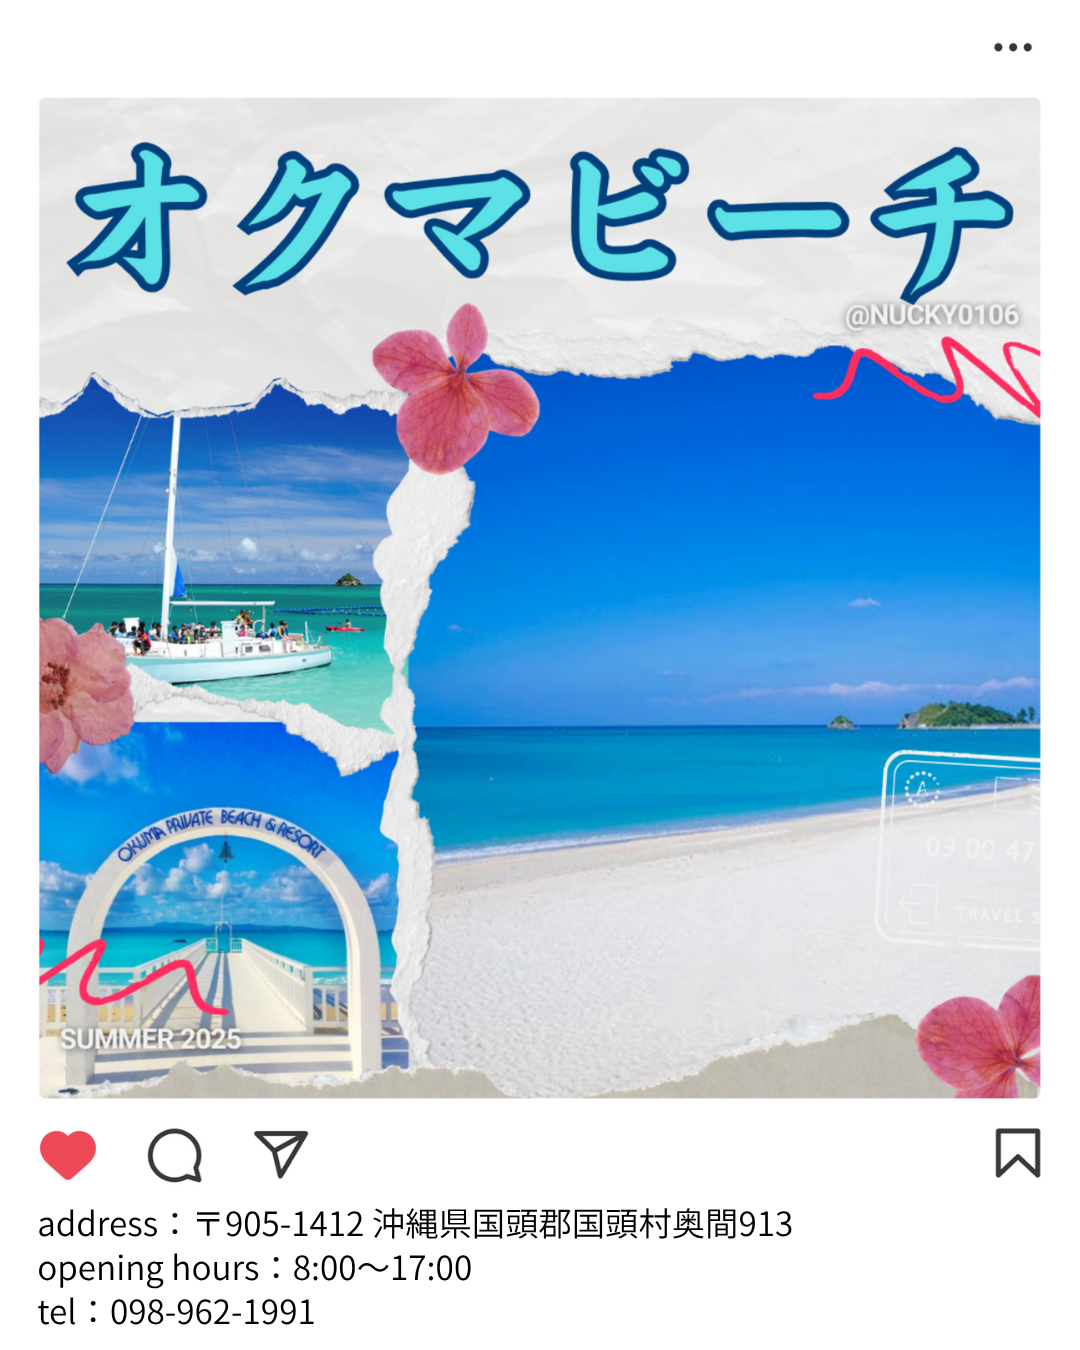 オクマビーチ
@NUCKY0106
OKUMA PRIVATE BEACH & RESORT
A
09 00 47
TRAVEL S
SUMMER 2025
address：〒905-1412 沖縄県国頭郡国頭村奥間913
opening hours：8:00〜17:00
tel：098-962-1991